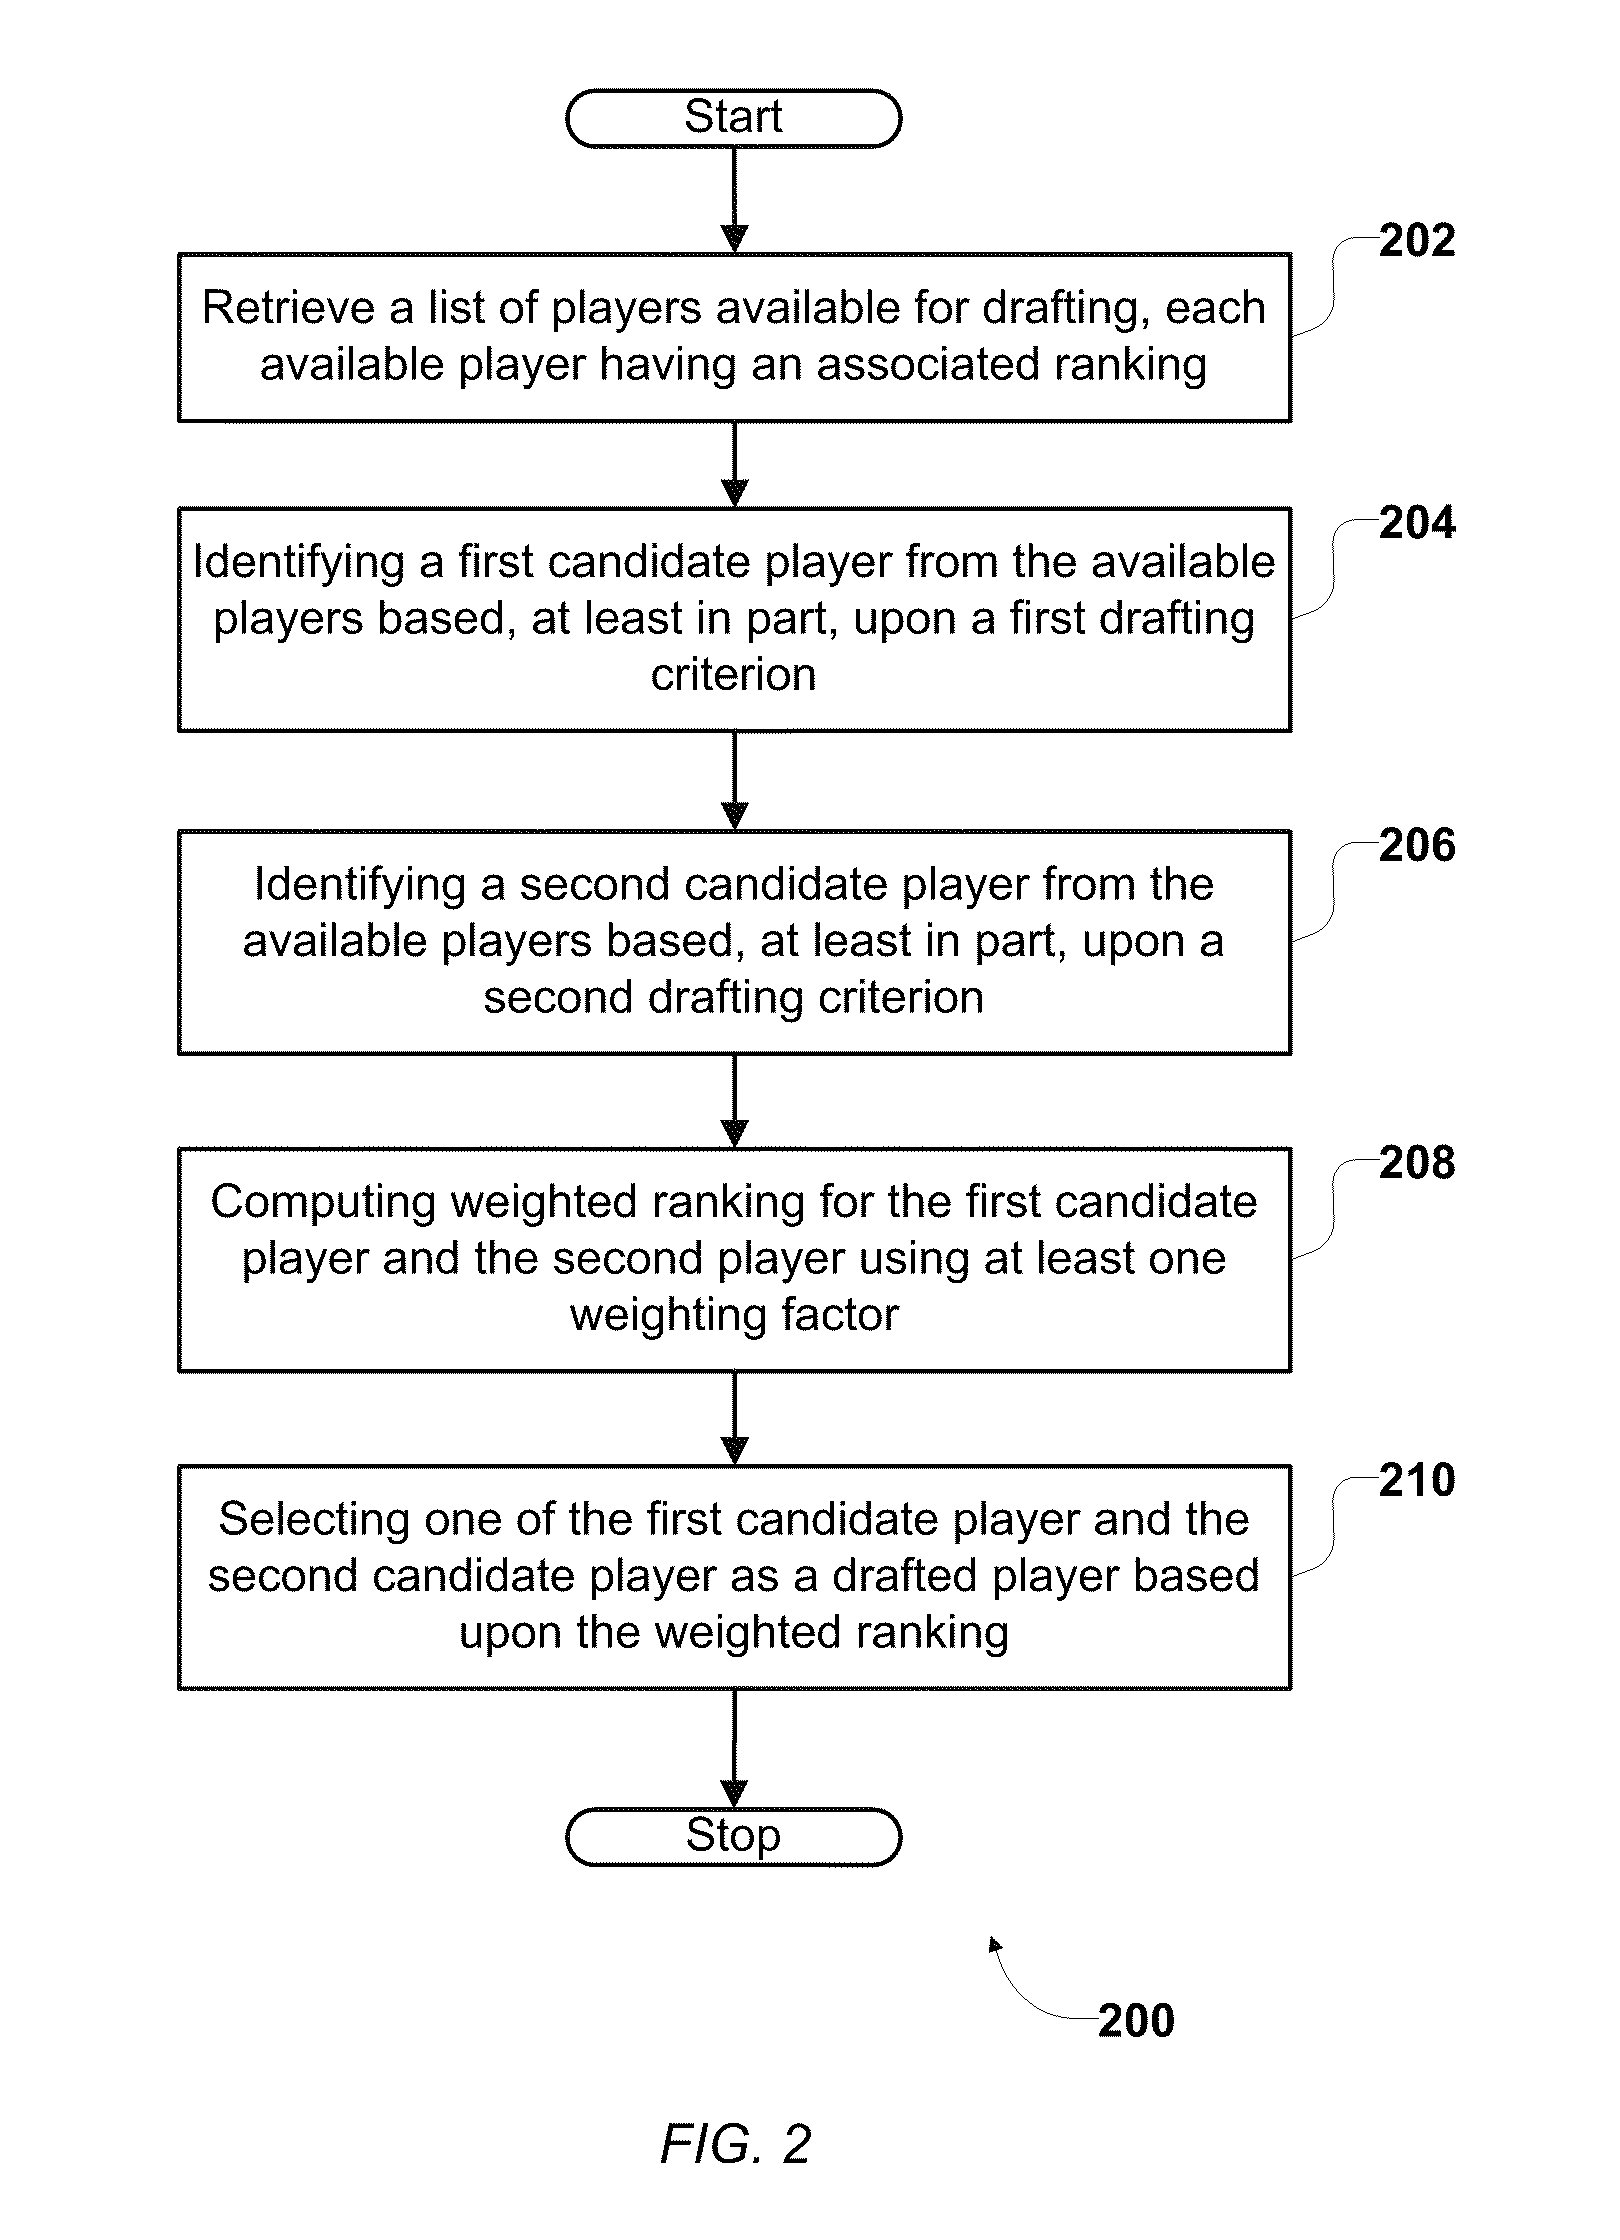 Start
202
Retrieve a list of players available for drafting, each
available player having an associated ranking
204
Identifying a first candidate player from the available
players based, at least in part, upon a first drafting
criterion
206
Identifying a second candidate player from the
available players based, at least in part, upon a
second drafting criterion
208
Computing weighted ranking for the first candidate
player and the second player using at least one
weighting factor
210
Selecting one of the first candidate player and the
second candidate player as a drafted player based
upon the weighted ranking
Stop
200
FIG. 2